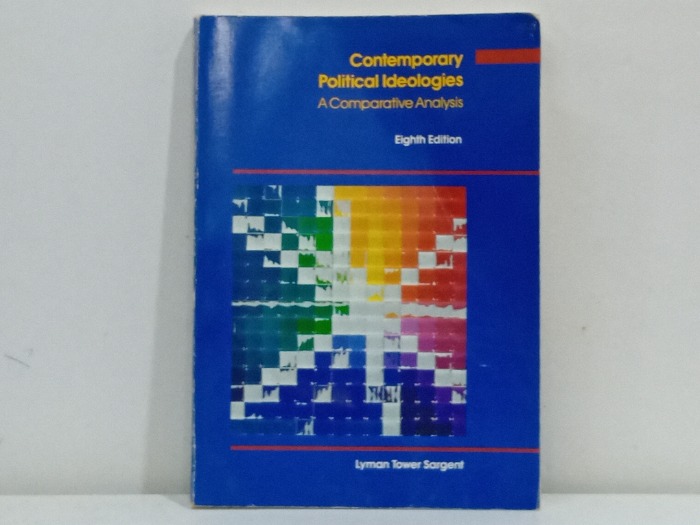 Contemporary
Political Ideologies
A Comparative Analysis
Eighth Edition
Lyman Tower Sargent